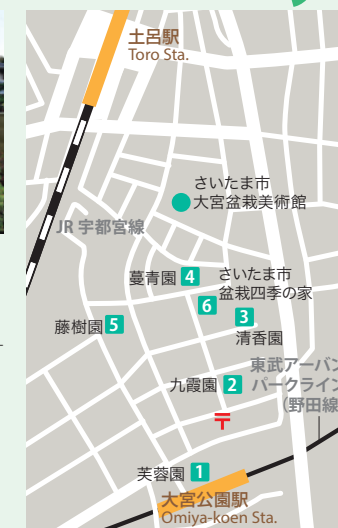 土呂駅
Toro Sta.
さいたま市
大宮盆栽美術館
JR 宇都宮線
蔓青園 4
さいたま市
盆栽四季の家
6
3
清香園
藤樹園 5
東武アーバン
パークライン
(野田線
九霞園 2
〒
芙蓉園 1
大宮公園駅
Omiya-koen Sta.